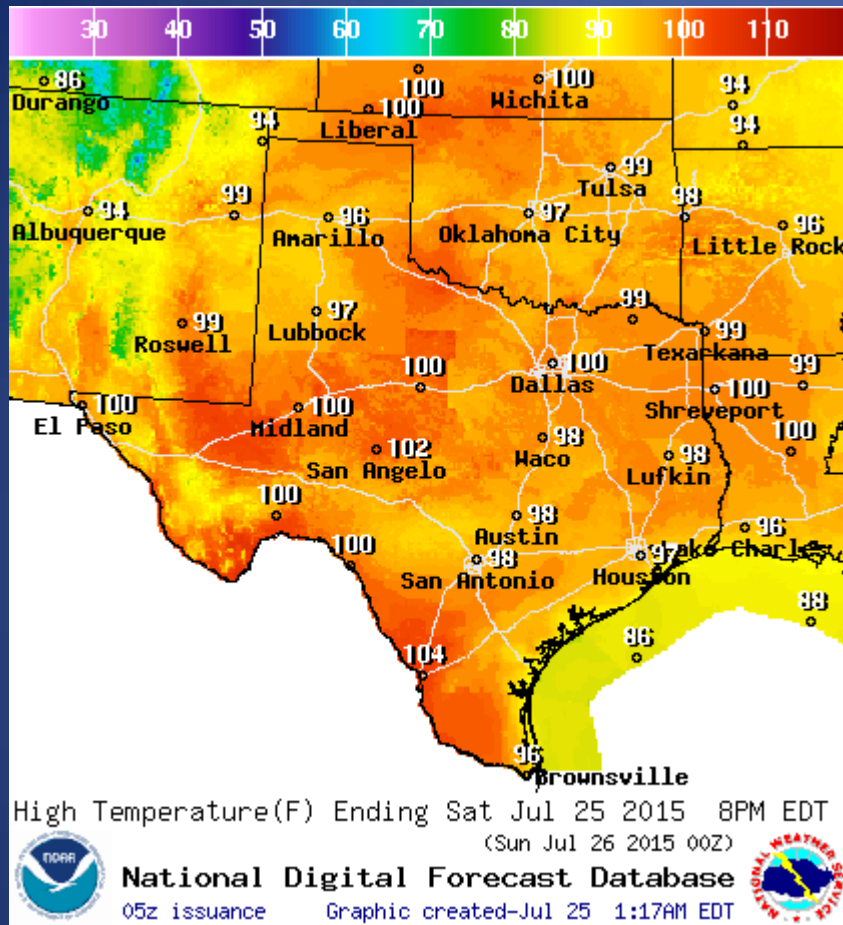 30 40 50 60 70 80 90 100 110
86
Durango
100
100
Liberal
100
Wichita
94
94
94
99
Tulsa
94
Albuquerque
99
96
Amarillo
97
Oklahoma City
98
96
Little Rock
99
Roswell
97
Lubbock
99
99
Texarkana
100
100
Dallas
99
100
Shreveport
100
El Paso
100
Midland
102
San Angelo
98
Waco
98
Lufkin
100
100
98
Austin
96
Lake Charles
100
98
San Antonio
97
Houston
88
86
104
96
Brownsville
High Temperature(F) Ending Sat Jul 25 2015 8PM EDT
(Sun Jul 26 2015 00Z)
National Digital Forecast Database
05z issuance Graphic created-Jul 25 1:17AM EDT
NOAA
NATIONAL WEATHER SERVICE